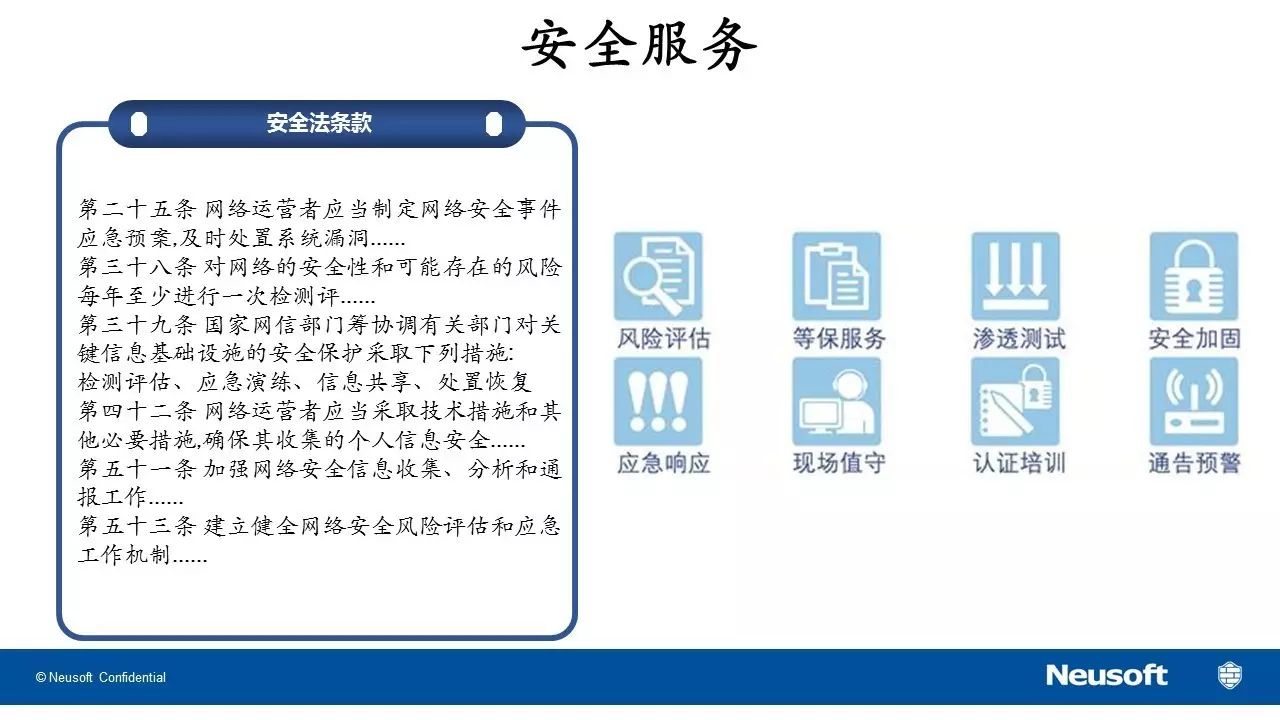 安全服务
安全法条款
第二十五条 网络运营者应当制定网络安全事件
应急预案,及时处置系统漏洞......
第三十八条 对网络的安全性和可能存在的风险
每年至少进行一次检测评......
第三十九条 国家网信部门筹协调有关部门对关
键信息基础设施的安全保护采取下列措施:
检测评估、应急演练、信息共享、处置恢复
第四十二条 网络运营者应当采取技术措施和其
他必要措施,确保其收集的个人信息安全......
第五十一条 加强网络安全信息收集、分析和通
报工作......
第五十三条 建立健全网络安全风险评估和应急
工作机制......
风险评估
等保服务
渗透测试
安全加固
应急响应
现场值守
认证培训
通告预警
© Neusoft Confidential
Neusoft